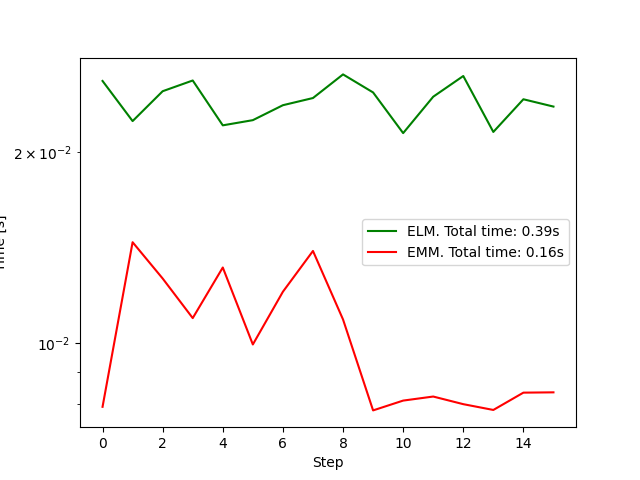 2 × 10⁻²
10⁻²
Time [s]
ELM. Total time: 0.39s
EMM. Total time: 0.16s
0 2 4 6 8 10 12 14
Step